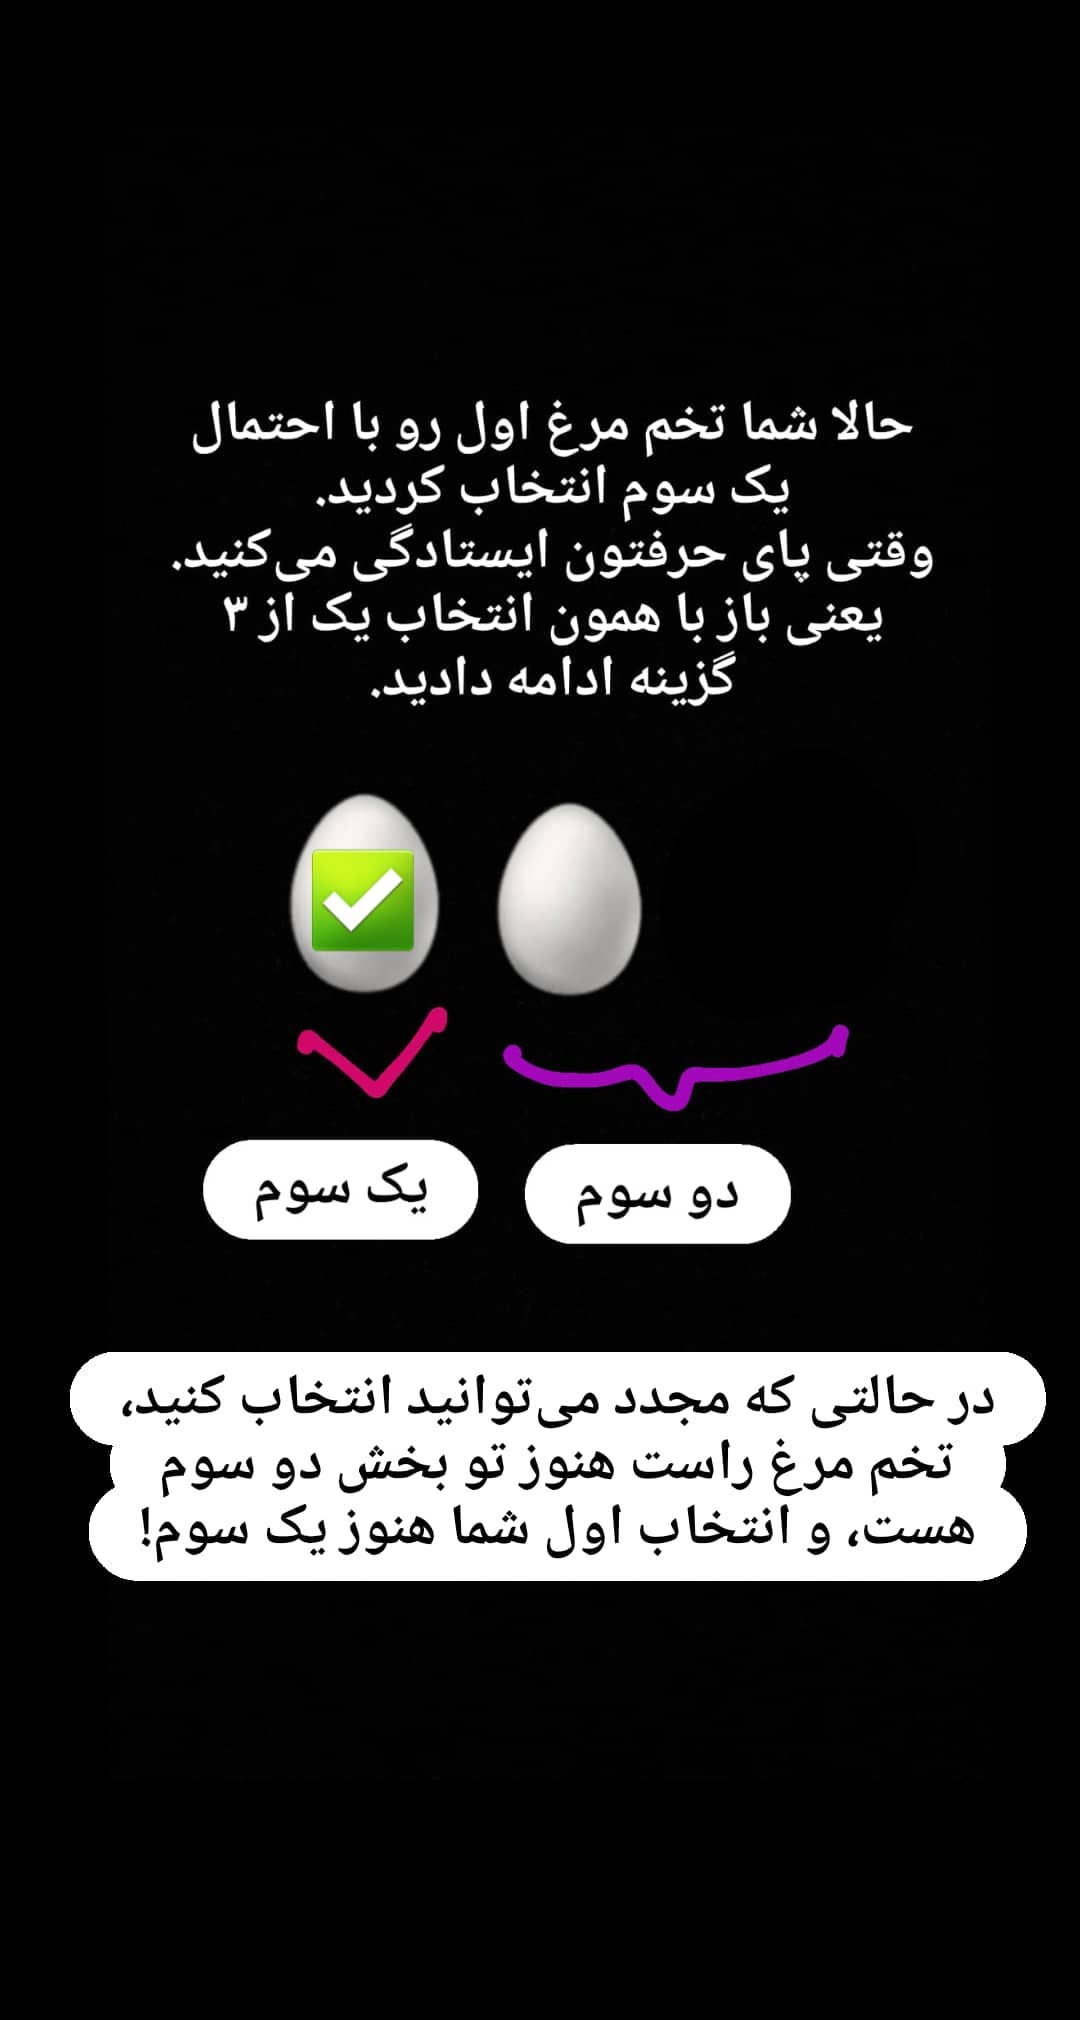 حالا شما تخم مرغ اول رو با احتمال
یک سوم انتخاب کردید.
وقتی پای حرفتون ایستادگی می‌کنید.
یعنی باز با همون انتخاب یک از ۳
گزینه ادامه دادید.
دو سوم
یک سوم
در حالتی که مجدد می‌توانید انتخاب کنید،
تخم مرغ راست هنوز تو بخش دو سوم
هست، و انتخاب اول شما هنوز یک سوم!